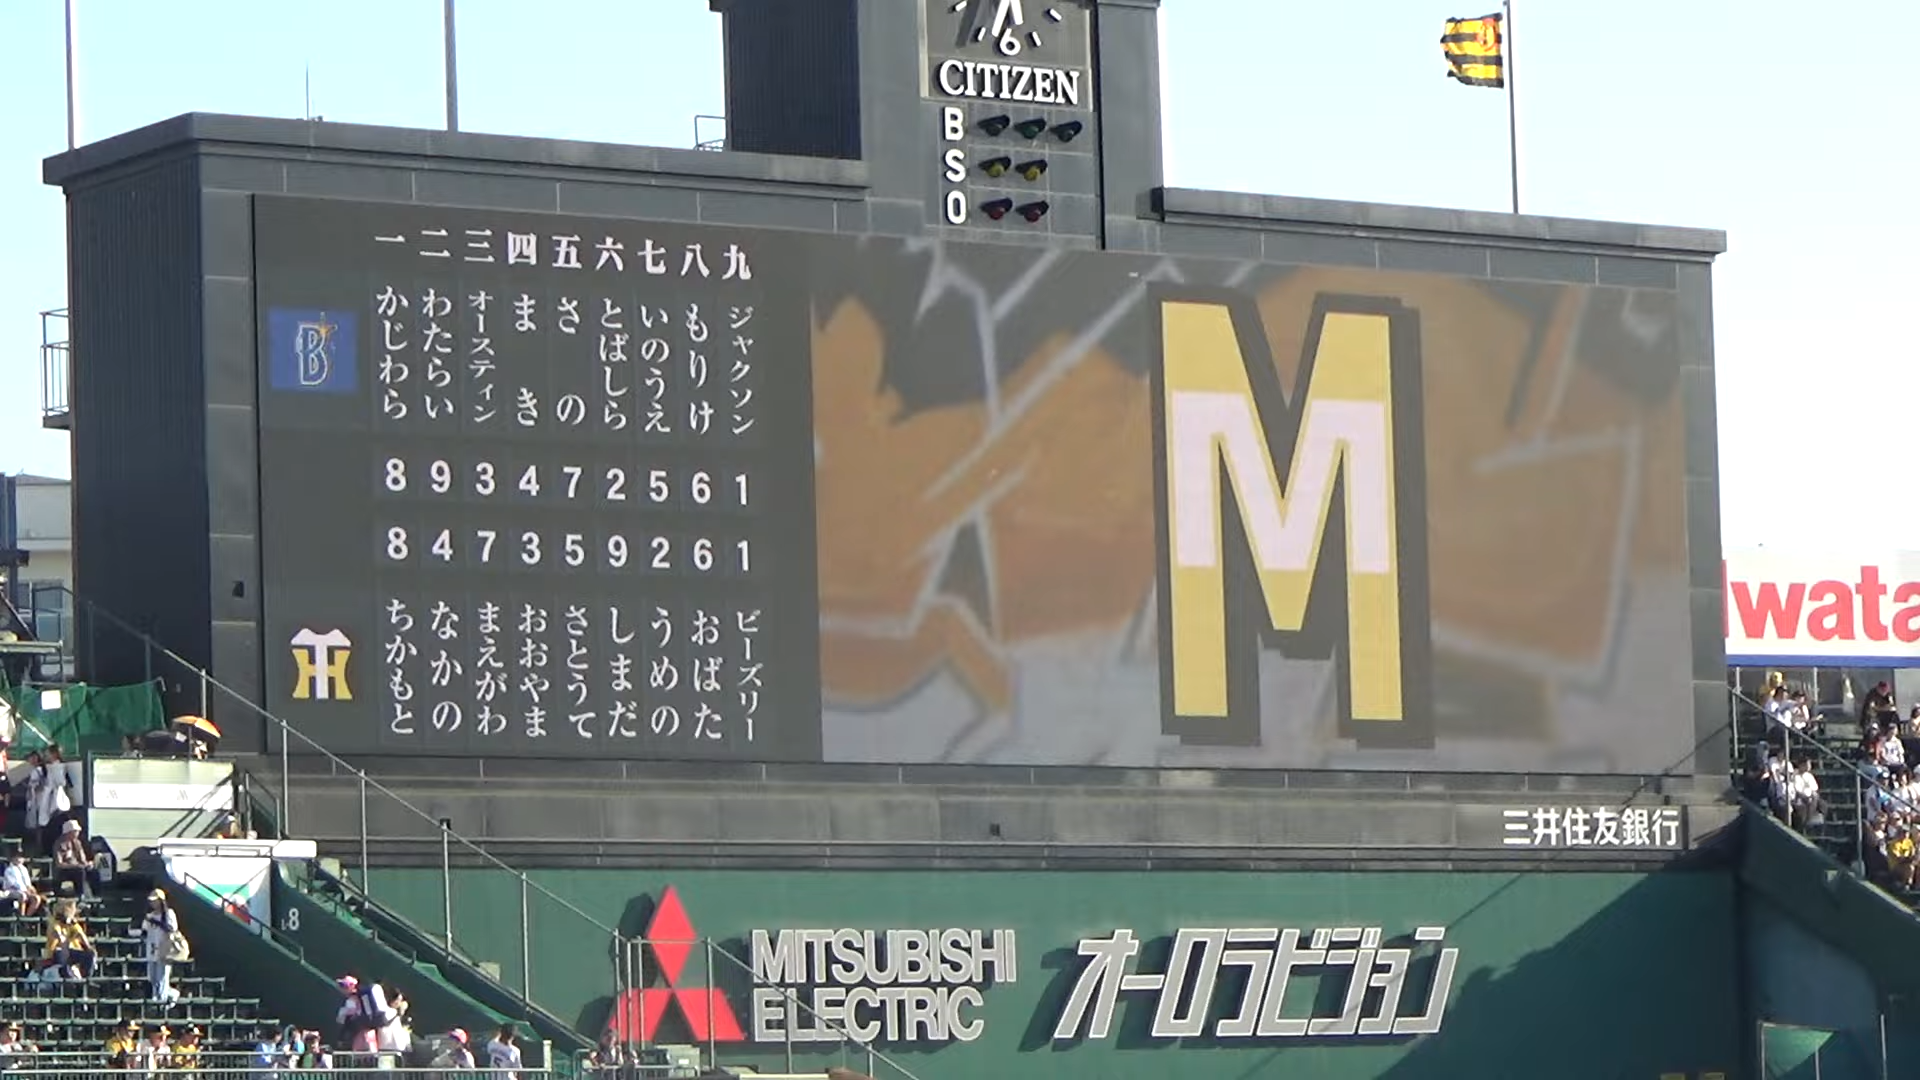 6
CITIZEN
B
S
O
一 二 三 四 五 六 七 八 九
B
かじわら
わたらい
オースティン
まき
さの
とばしら
いのうえ
もりけ
ジャクソン
8 9 3 4 7 2 5 6 1
8 4 7 3 5 9 2 6 1
ちかもと
なかの
まえがわ
おおやま
さとうて
しまだ
うめの
おばた
ビーズリー
M
Iwata
三井住友銀行
8
MITSUBISHI
ELECTRIC
オーロラビジョン